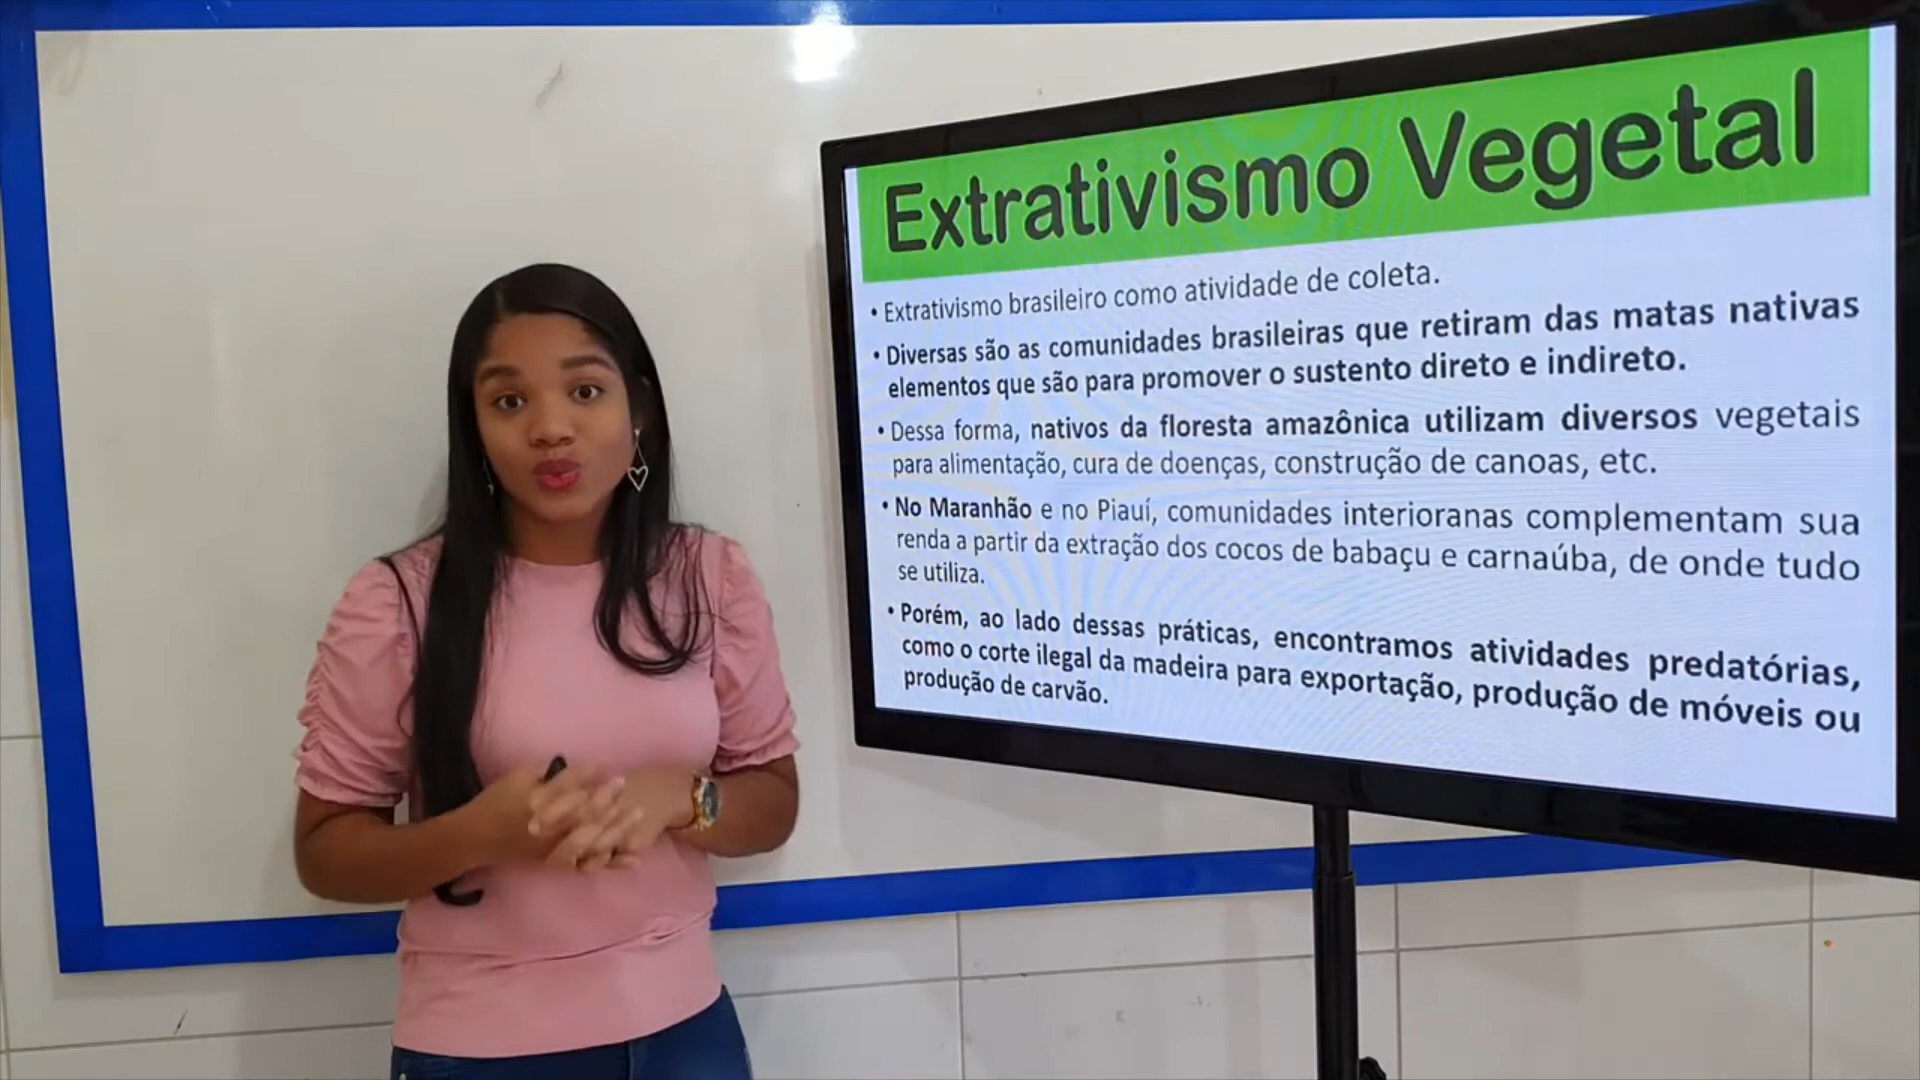 Extrativismo Vegetal
• Extrativismo brasileiro como atividade de coleta.
• Diversas são as comunidades brasileiras que retiram das matas nativas
elementos que são para promover o sustento direto e indireto.
• Dessa forma, nativos da floresta amazônica utilizam diversos vegetais
para alimentação, cura de doenças, construção de canoas, etc.
• No Maranhão e no Piauí, comunidades interioranas complementam sua
renda a partir da extração dos cocos de babaçu e carnaúba, de onde tudo
se utiliza.
• Porém, ao lado dessas práticas, encontramos atividades predatórias,
como o corte ilegal da madeira para exportação, produção de móveis ou
produção de carvão.